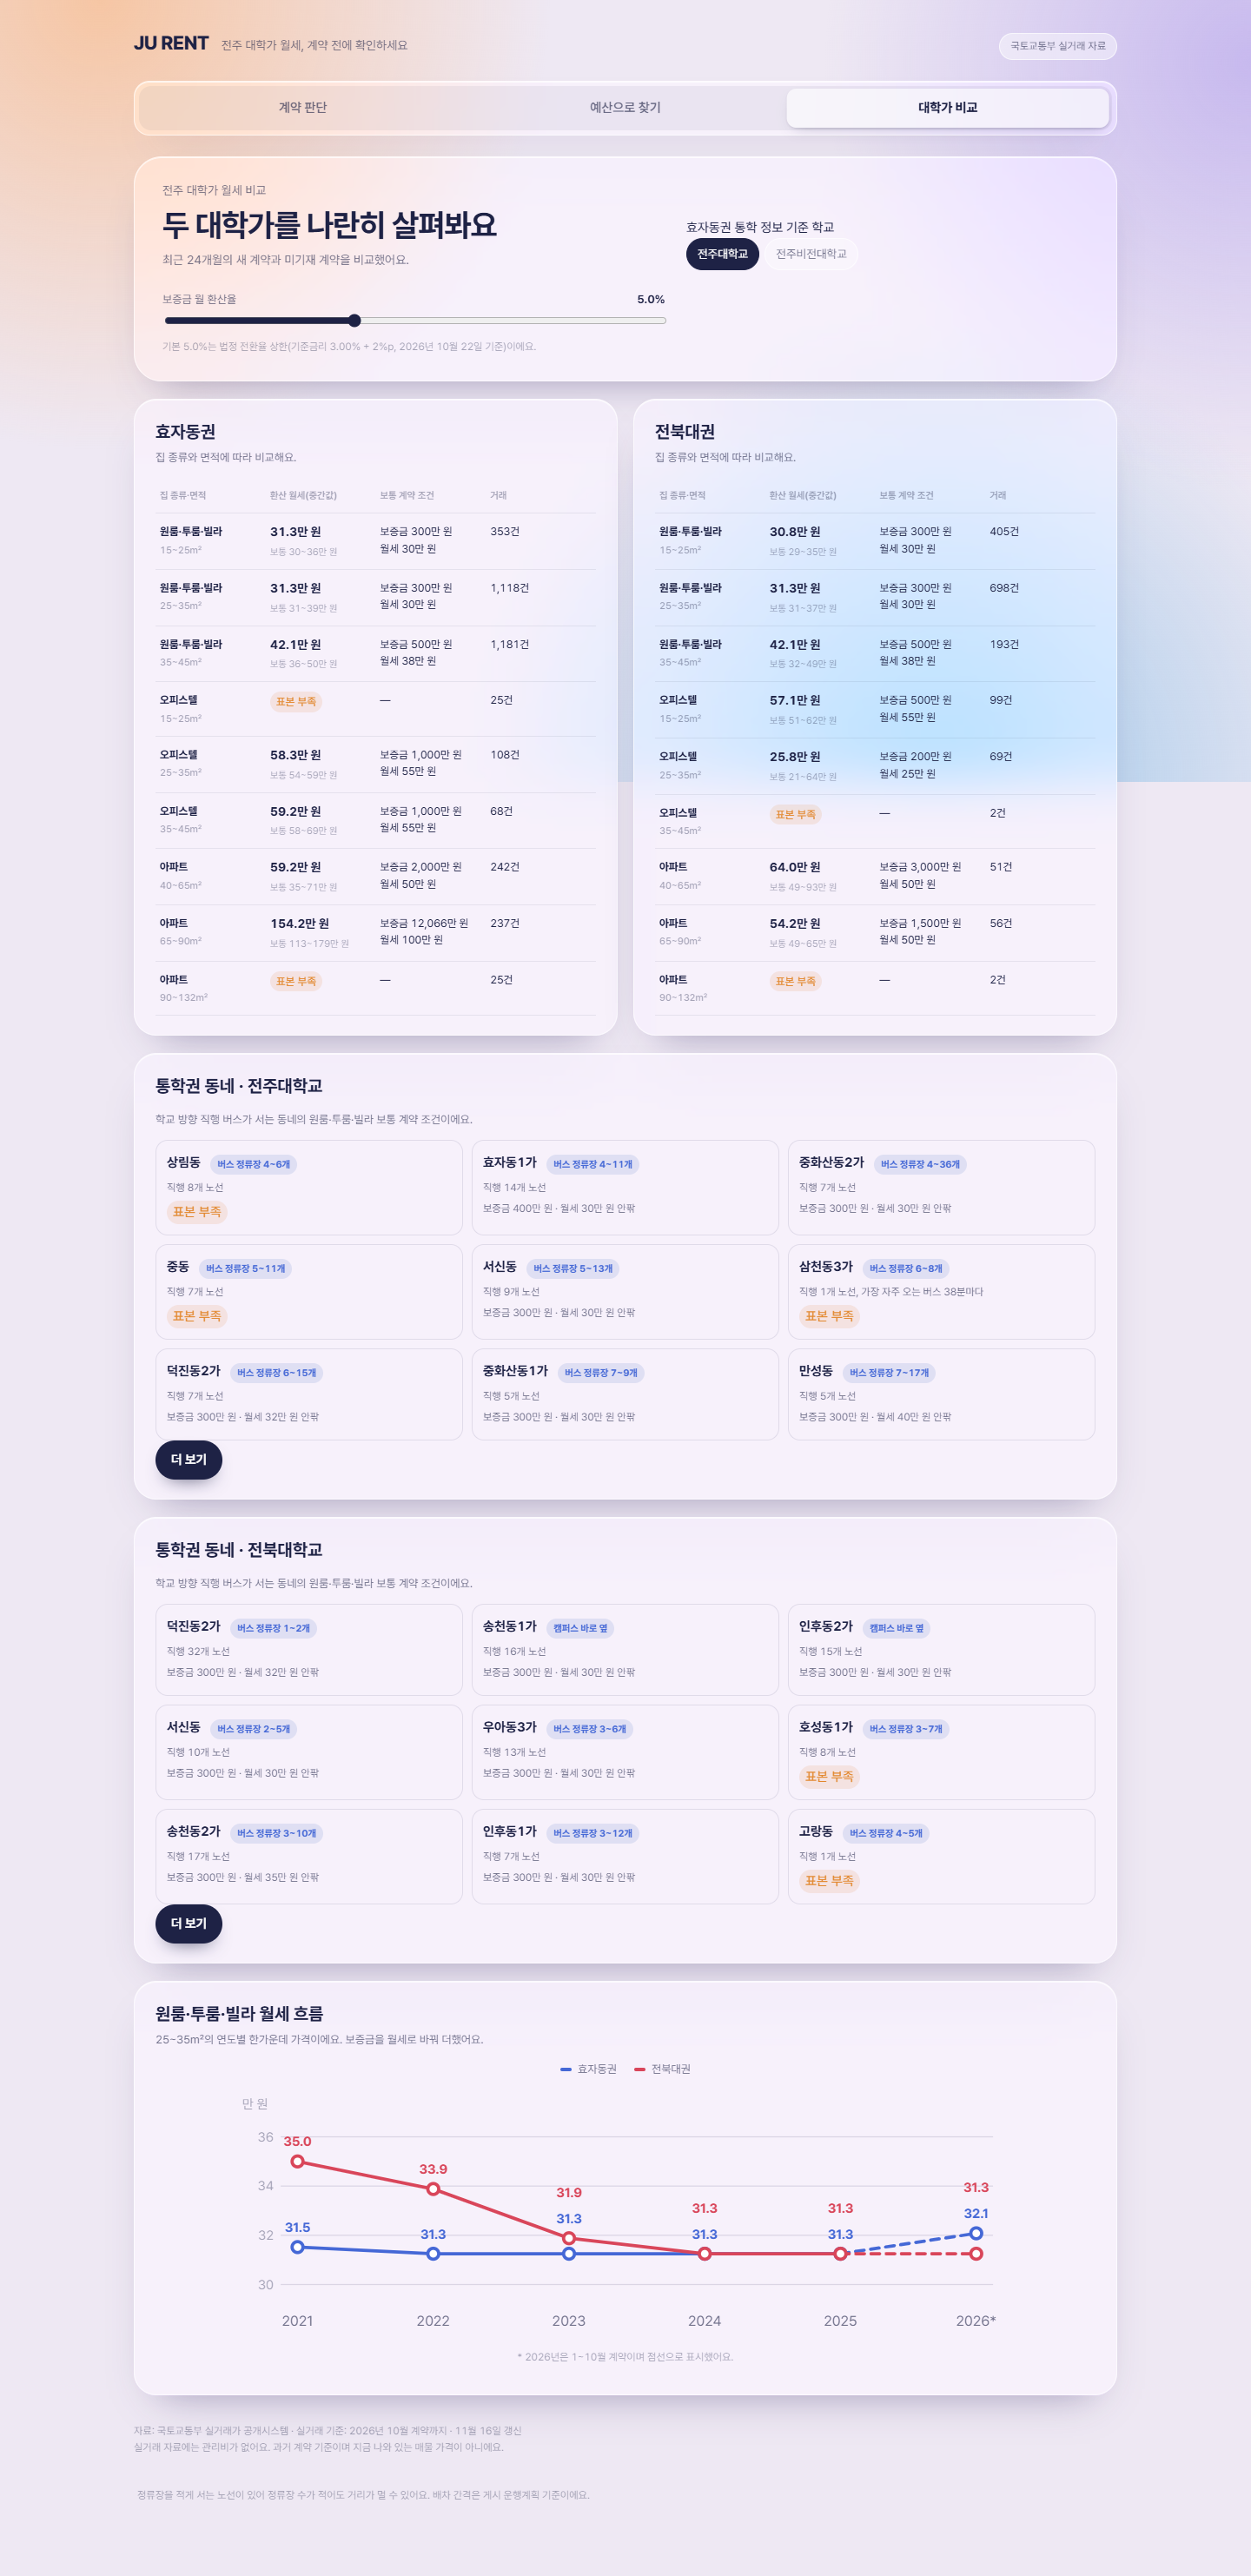 JU RENT 전주 대학가 월세, 계약 전에 확인하세요
국토교통부 실거래 자료
계약 판단
예산으로 찾기
대학가 비교
전주 대학가 월세 비교
두 대학가를 나란히 살펴봐요
최근 24개월의 새 계약과 미기재 계약을 비교했어요.
보증금 월 환산율 5.0%
기본 5.0%는 법정 전환율 상한(기준금리 3.00% + 2%p, 2026년 10월 22일 기준)이에요.
효자동권 통학 정보 기준 학교
전주대학교 전주비전대학교
효자동권
집 종류와 면적에 따라 비교해요.
집 종류·면적 환산 월세(중간값) 보통 계약 조건 거래
원룸·투룸·빌라 31.3만 원 보증금 300만 원 353건
15~25m² 보통 30~36만 원 월세 30만 원
원룸·투룸·빌라 31.3만 원 보증금 300만 원 1,118건
25~35m² 보통 31~39만 원 월세 30만 원
원룸·투룸·빌라 42.1만 원 보증금 500만 원 1,181건
35~45m² 보통 36~50만 원 월세 38만 원
오피스텔 표본 부족 — 25건
15~25m²
오피스텔 58.3만 원 보증금 1,000만 원 108건
25~35m² 보통 54~59만 원 월세 55만 원
오피스텔 59.2만 원 보증금 1,000만 원 68건
35~45m² 보통 58~69만 원 월세 55만 원
아파트 59.2만 원 보증금 2,000만 원 242건
40~65m² 보통 35~71만 원 월세 50만 원
아파트 154.2만 원 보증금 12,066만 원 237건
65~90m² 보통 113~179만 원 월세 100만 원
아파트 표본 부족 — 25건
90~132m²
전북대권
집 종류와 면적에 따라 비교해요.
집 종류·면적 환산 월세(중간값) 보통 계약 조건 거래
원룸·투룸·빌라 30.8만 원 보증금 300만 원 405건
15~25m² 보통 29~35만 원 월세 30만 원
원룸·투룸·빌라 31.3만 원 보증금 300만 원 698건
25~35m² 보통 31~37만 원 월세 30만 원
원룸·투룸·빌라 42.1만 원 보증금 500만 원 193건
35~45m² 보통 32~49만 원 월세 38만 원
오피스텔 57.1만 원 보증금 500만 원 99건
15~25m² 보통 51~62만 원 월세 55만 원
오피스텔 25.8만 원 보증금 200만 원 69건
25~35m² 보통 21~64만 원 월세 25만 원
오피스텔 표본 부족 — 2건
35~45m²
아파트 64.0만 원 보증금 3,000만 원 51건
40~65m² 보통 49~93만 원 월세 50만 원
아파트 54.2만 원 보증금 1,500만 원 56건
65~90m² 보통 49~65만 원 월세 50만 원
아파트 표본 부족 — 2건
90~132m²
통학권 동네 · 전주대학교
학교 방향 직행 버스가 서는 동네의 원룸·투룸·빌라 보통 계약 조건이에요.
상림동 버스 정류장 4~6개
직행 8개 노선
표본 부족
효자동1가 버스 정류장 4~11개
직행 14개 노선
보증금 400만 원 · 월세 30만 원 안팎
중화산동2가 버스 정류장 4~36개
직행 7개 노선
보증금 300만 원 · 월세 30만 원 안팎
중동 버스 정류장 5~11개
직행 7개 노선
표본 부족
서신동 버스 정류장 5~13개
직행 9개 노선
보증금 300만 원 · 월세 30만 원 안팎
삼천동3가 버스 정류장 6~8개
직행 1개 노선, 가장 자주 오는 버스 38분마다
표본 부족
덕진동2가 버스 정류장 6~15개
직행 7개 노선
보증금 300만 원 · 월세 32만 원 안팎
중화산동1가 버스 정류장 7~9개
직행 5개 노선
보증금 300만 원 · 월세 30만 원 안팎
만성동 버스 정류장 7~17개
직행 5개 노선
보증금 300만 원 · 월세 40만 원 안팎
더 보기
통학권 동네 · 전북대학교
학교 방향 직행 버스가 서는 동네의 원룸·투룸·빌라 보통 계약 조건이에요.
덕진동2가 버스 정류장 1~2개
직행 32개 노선
보증금 300만 원 · 월세 32만 원 안팎
송천동1가 캠퍼스 바로 옆
직행 16개 노선
보증금 300만 원 · 월세 30만 원 안팎
인후동2가 캠퍼스 바로 옆
직행 15개 노선
보증금 300만 원 · 월세 30만 원 안팎
서신동 버스 정류장 2~5개
직행 10개 노선
보증금 300만 원 · 월세 30만 원 안팎
우아동3가 버스 정류장 3~6개
직행 13개 노선
보증금 300만 원 · 월세 30만 원 안팎
호성동1가 버스 정류장 3~7개
직행 8개 노선
표본 부족
송천동2가 버스 정류장 3~10개
직행 17개 노선
보증금 300만 원 · 월세 35만 원 안팎
인후동1가 버스 정류장 3~12개
직행 7개 노선
보증금 300만 원 · 월세 30만 원 안팎
고랑동 버스 정류장 4~5개
직행 1개 노선
표본 부족
더 보기
원룸·투룸·빌라 월세 흐름
25~35m²의 연도별 한가운데 가격이에요. 보증금을 월세로 바꿔 더했어요.
효자동권 전북대권
만 원
36 35.0
33.9
34 31.9 31.3 31.3 31.3
31.3 32.1
32 31.5 31.3 31.3 31.3
30
2021 2022 2023 2024 2025 2026*
* 2026년은 1~10월 계약이며 점선으로 표시했어요.
자료: 국토교통부 실거래가 공개시스템 · 실거래 기준: 2026년 10월 계약까지 · 11월 16일 갱신
실거래 자료에는 관리비가 없어요. 과거 계약 기준이며 지금 나와 있는 매물 가격이 아니에요.
정류장을 적게 서는 노선이 있어 정류장 수가 적어도 거리가 멀 수 있어요. 배차 간격은 게시 운행계획 기준이에요.